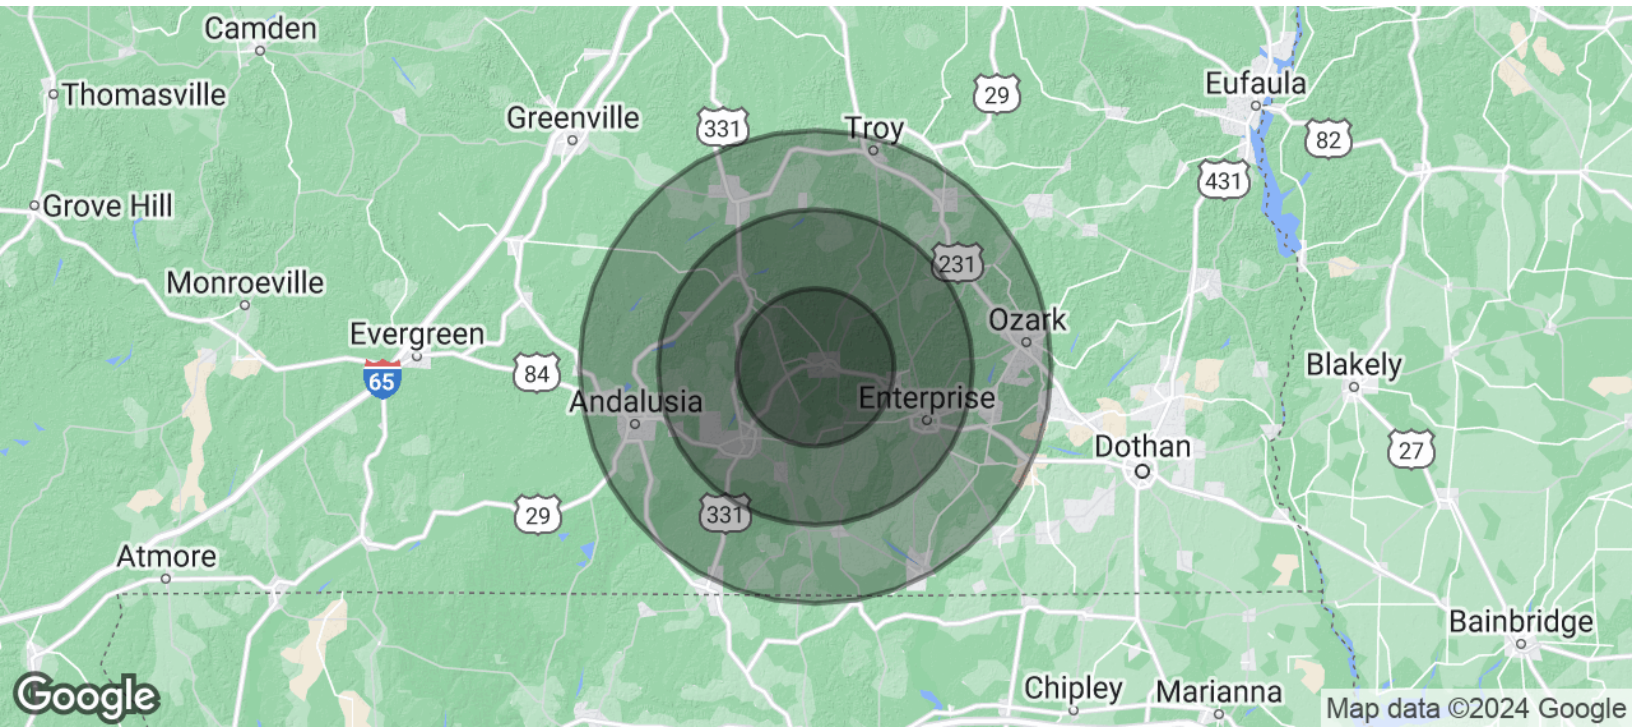 Camden
Thomasville
Greenville
331
Troy
29
Eufaula
82
431
Grove Hill
231
Monroeville
Ozark
Evergreen
65
84
Blakely
Andalusia
Enterprise
Dothan
27
29
331
Atmore
Bainbridge
Chipley
Marianna
Google
Map data ©2024 Google